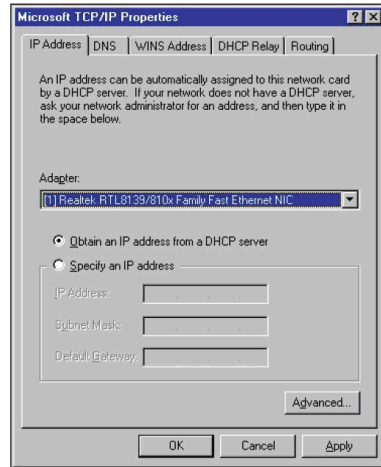 Microsoft TCP/IP Properties
IP Address DNS WINS Address DHCP Relay Routing
An IP address can be automatically assigned to this network card
by a DHCP server. If your network does not have a DHCP server,
ask your network administrator for an address, and then type it in
the space below.
Adapter:
[1] Realtek RTL8139/810x Family Fast Ethernet NIC
Obtain an IP address from a DHCP server
Specify an IP address
IP Address:
Subnet Mask:
Default Gateway:
Advanced...
OK Cancel Apply